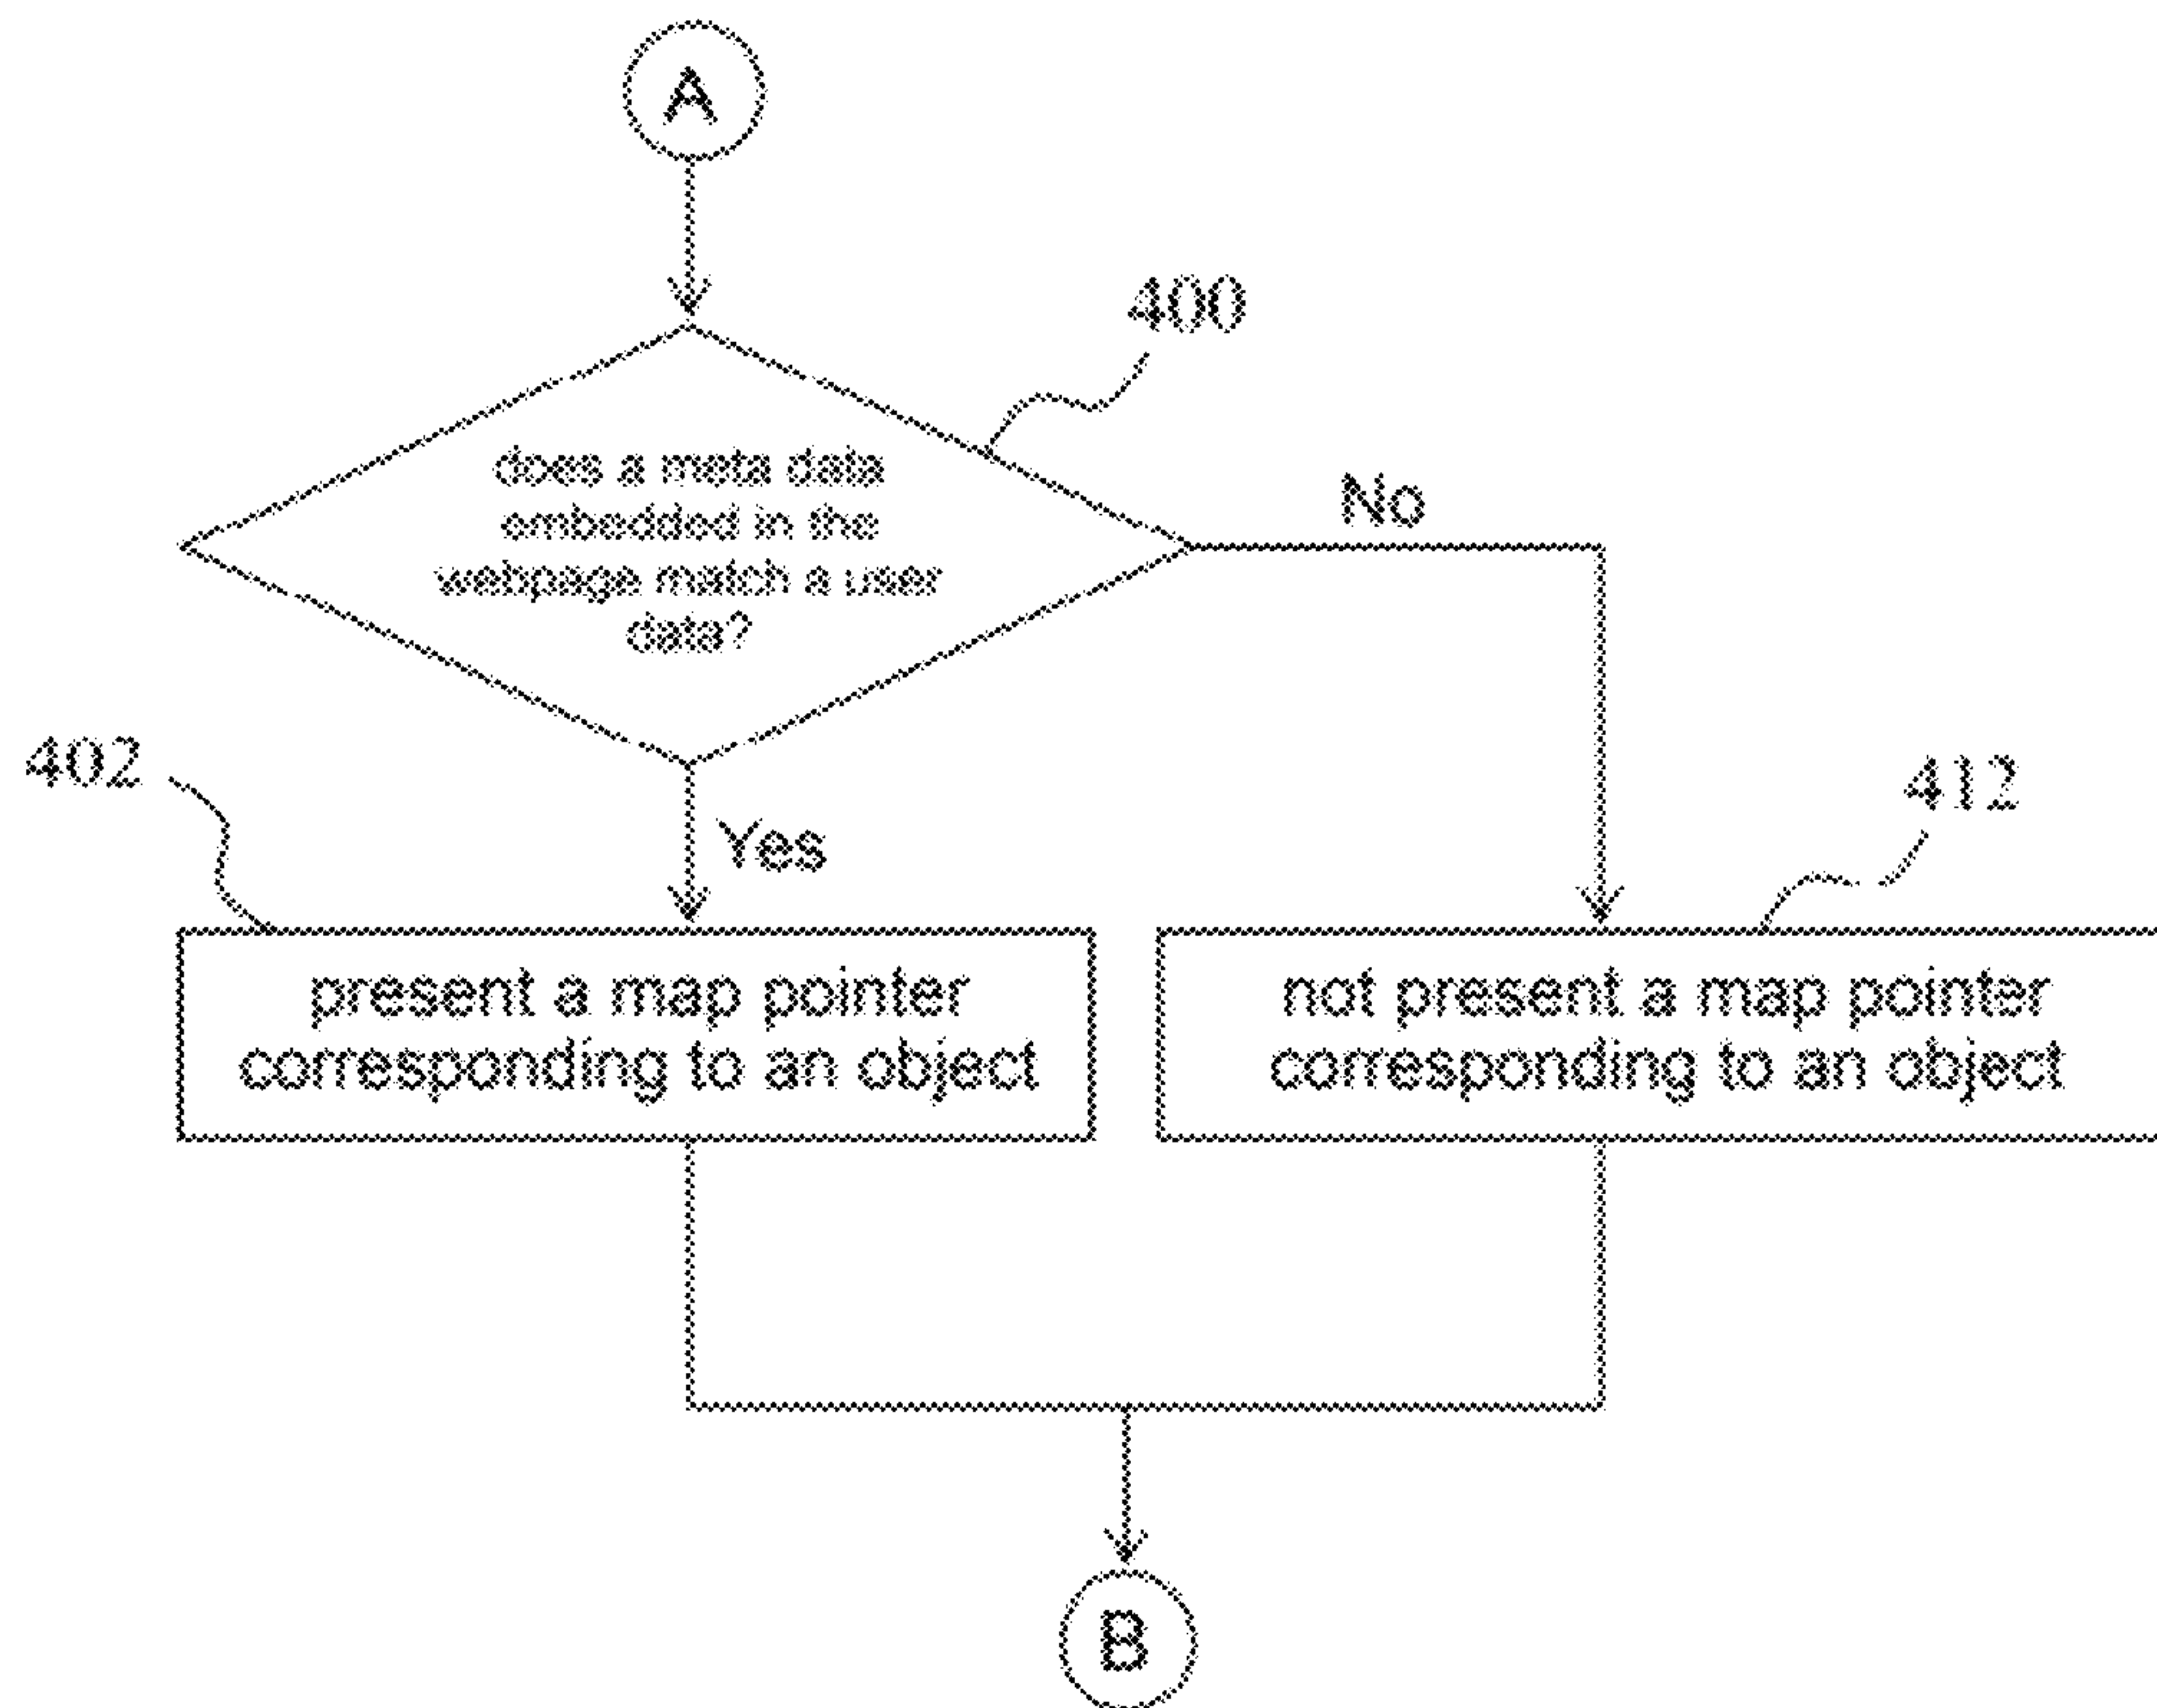 A
400
does a meta data
embedded in the
webpage match a user
data?
No
402
Yes
412
present a map pointer
corresponding to an object
not present a map pointer
corresponding to an object
B